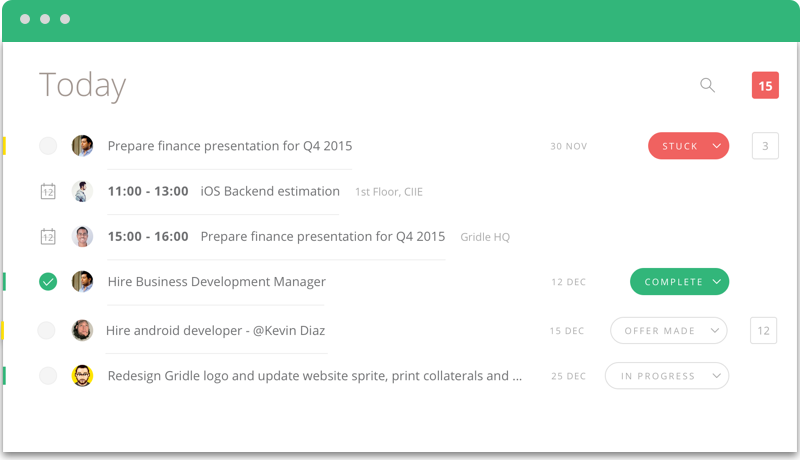 Today 15
Prepare finance presentation for Q4 2015 30 NOV STUCK 3
12 11:00 - 13:00 iOS Backend estimation 1st Floor, CIIE
12 15:00 - 16:00 Prepare finance presentation for Q4 2015 Gridle HQ
Hire Business Development Manager 12 DEC COMPLETE
Hire android developer - @Kevin Diaz 15 DEC OFFER MADE 12
Redesign Gridle logo and update website sprite, print collaterals and ... 25 DEC IN PROGRESS